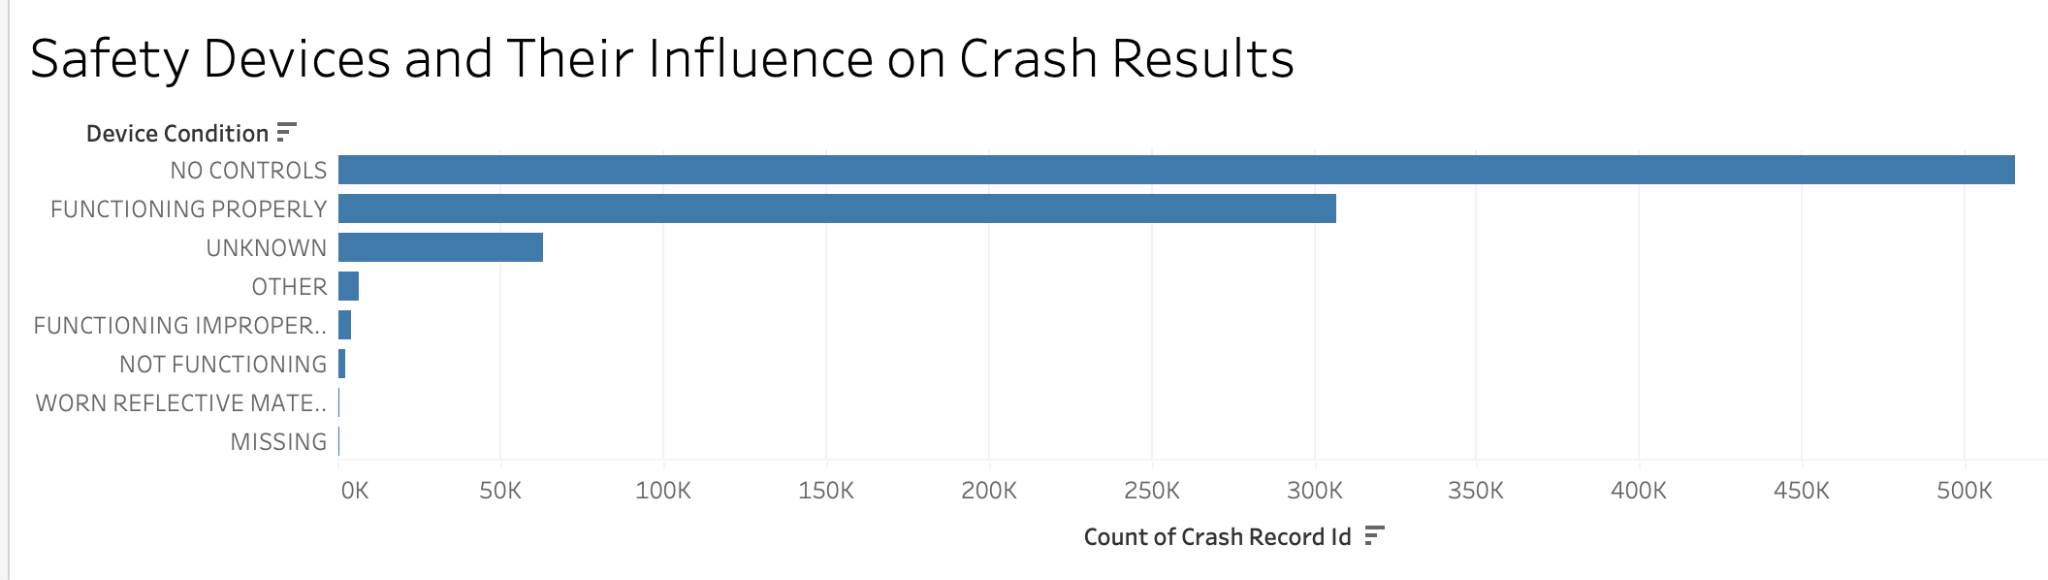 Safety Devices and Their Influence on Crash Results
Device Condition
NO CONTROLS
FUNCTIONING PROPERLY
UNKNOWN
OTHER
FUNCTIONING IMPROPER..
NOT FUNCTIONING
WORN REFLECTIVE MATE..
MISSING
0K 50K 100K 150K 200K 250K 300K 350K 400K 450K 500K
Count of Crash Record Id